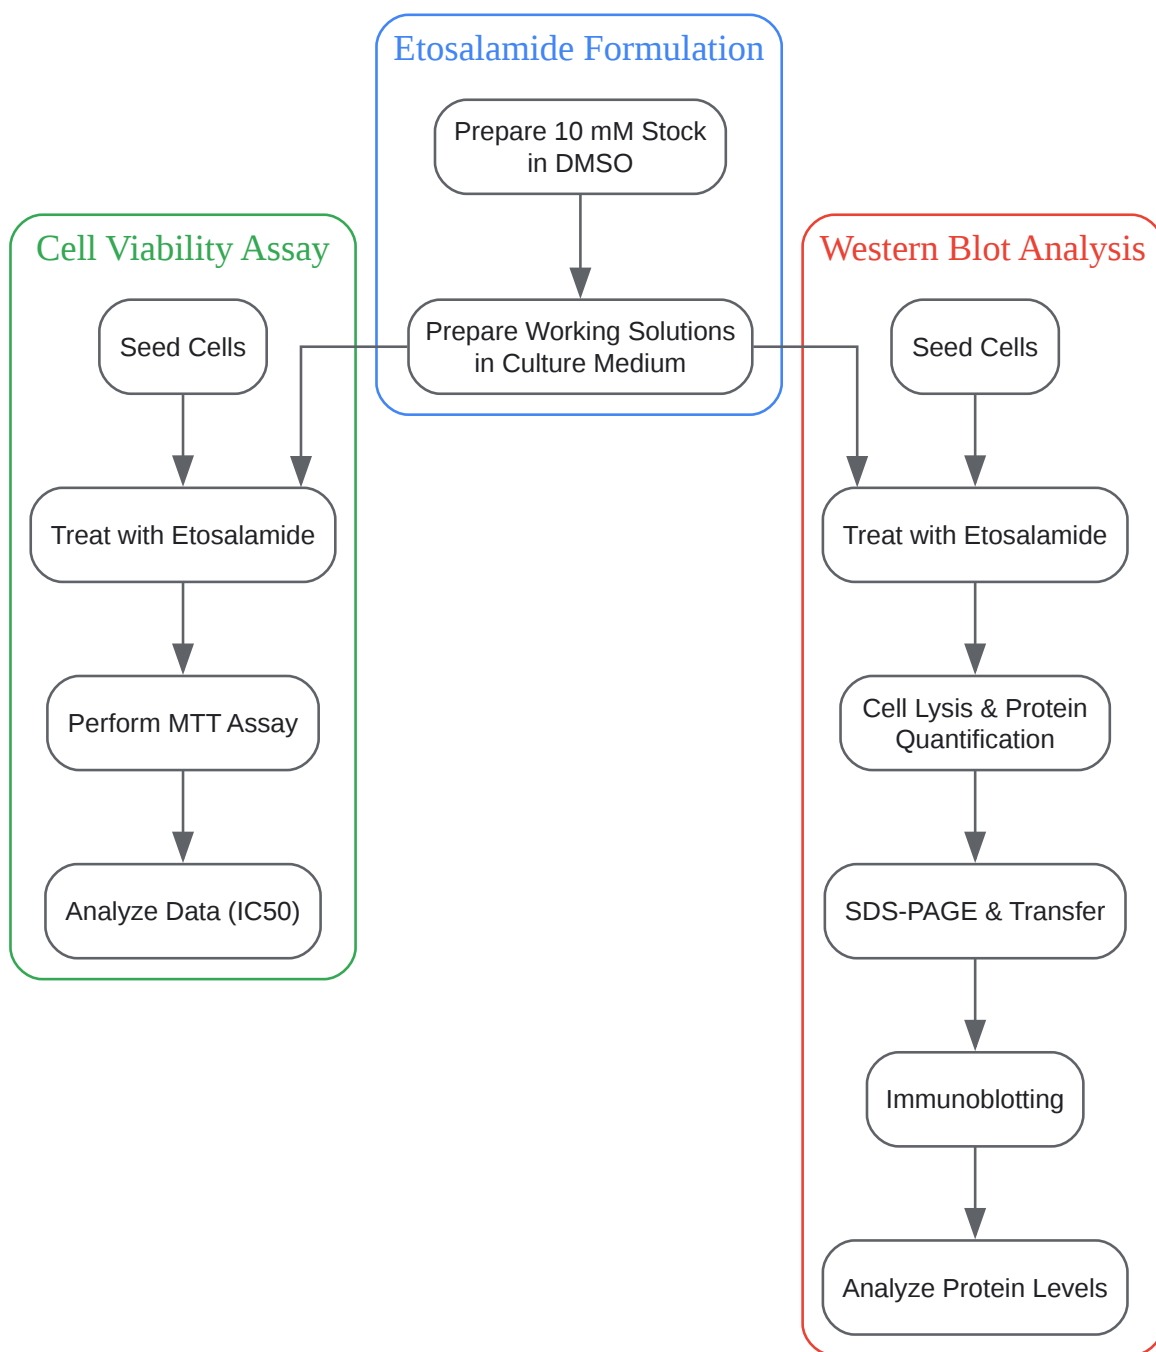 Etosalamide Formulation
Prepare 10 mM Stock
in DMSO
Prepare Working Solutions
in Culture Medium
Cell Viability Assay
Seed Cells
Treat with Etosalamide
Perform MTT Assay
Analyze Data (IC50)
Western Blot Analysis
Seed Cells
Treat with Etosalamide
Cell Lysis & Protein
Quantification
SDS-PAGE & Transfer
Immunoblotting
Analyze Protein Levels